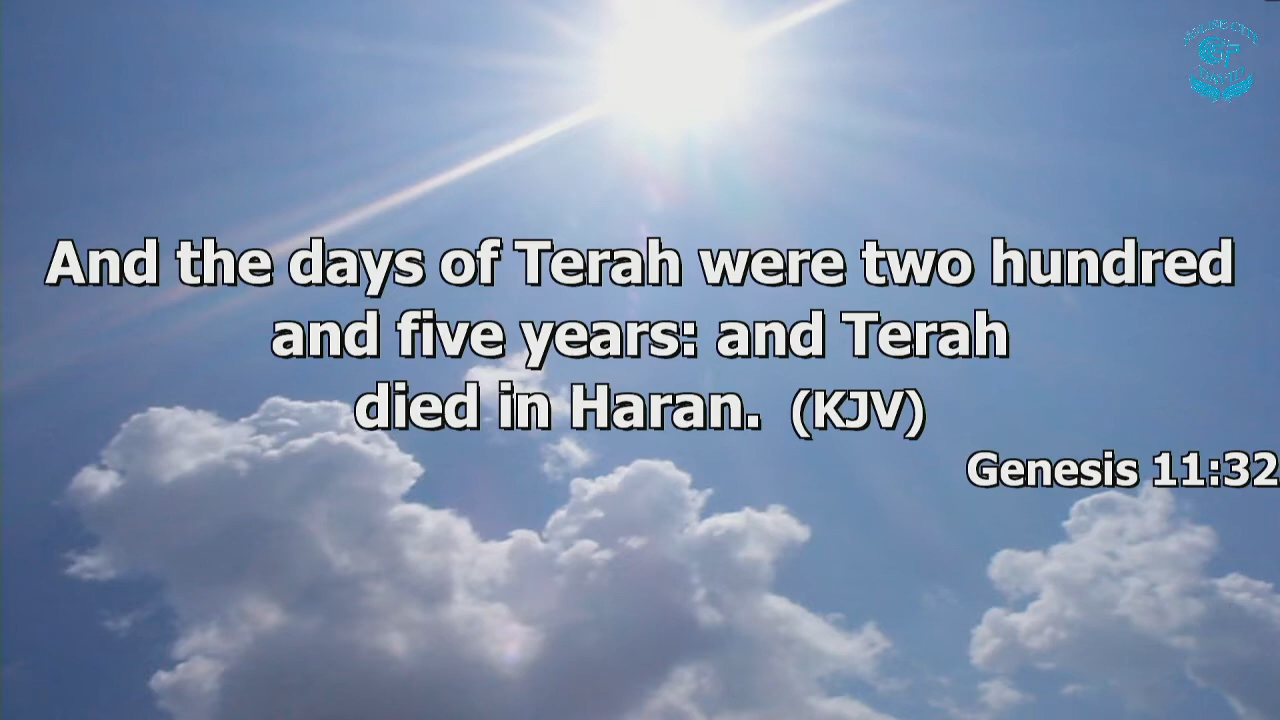 And the days of Terah were two hundred
and five years: and Terah
died in Haran. (KJV)
Genesis 11:32